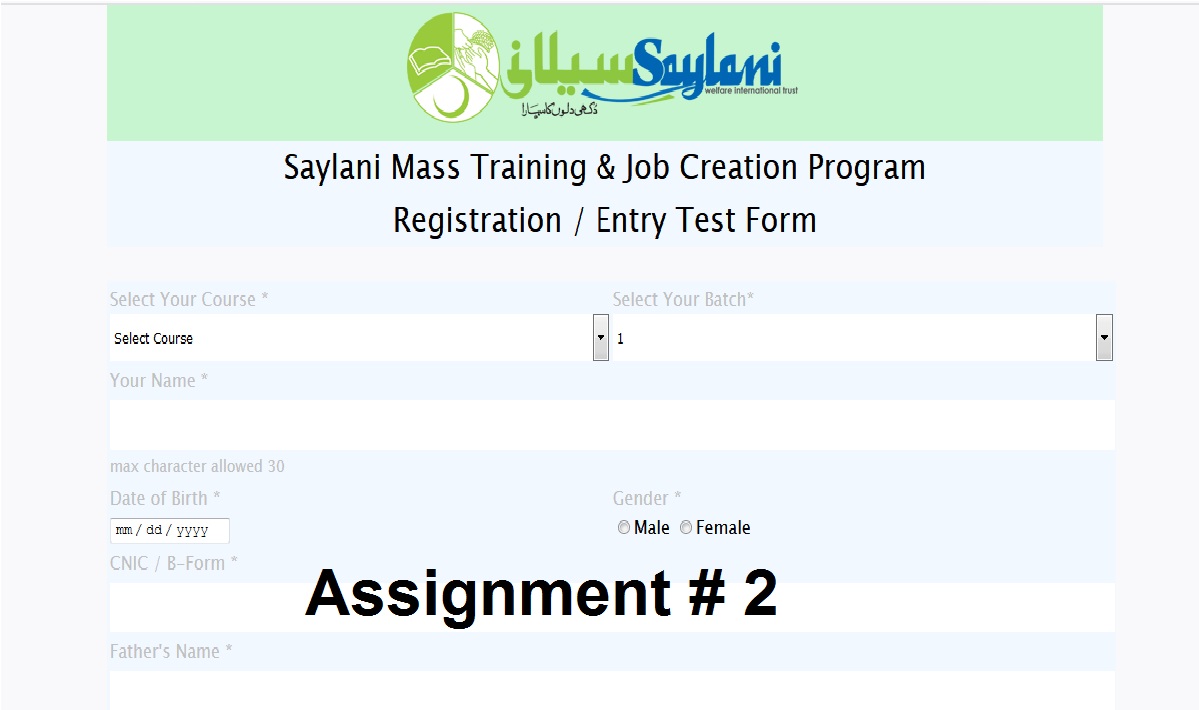 سیلانی Saylani
welfare international trust
دُکھی دلوں کا سہارا
Saylani Mass Training & Job Creation Program
Registration / Entry Test Form
Select Your Course * Select Your Batch*
Select Course 1
Your Name *
max character allowed 30
Date of Birth * Gender *
mm / dd / yyyy Male Female
CNIC / B-Form *
Assignment # 2
Father's Name *